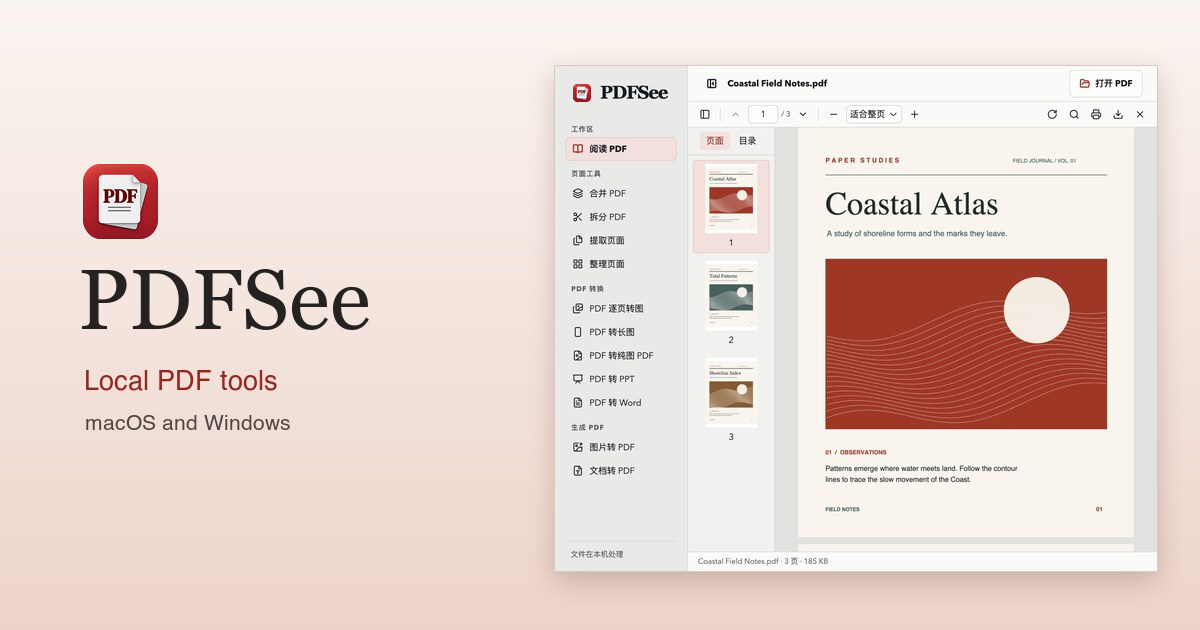 PDF
PDFSee
Local PDF tools
macOS and Windows
PDFSee
工作区
阅读 PDF
页面工具
合并 PDF
拆分 PDF
提取页面
整理页面
PDF 转换
PDF 逐页转图
PDF 转长图
PDF 转纯图 PDF
PDF 转 PPT
PDF 转 Word
生成 PDF
图片转 PDF
文档转 PDF
文件在本机处理
Coastal Field Notes.pdf
打开 PDF
1 / 3
适合整页
页面 目录
Coastal Atlas
1
Tidal Patterns
2
Shoreline Index
3
PAPER STUDIES
FIELD JOURNAL / VOL. 01
Coastal Atlas
A study of shoreline forms and the marks they leave.
01 / OBSERVATIONS
Patterns emerge where water meets land. Follow the contour
lines to trace the slow movement of the Coast.
FIELD NOTES
01
Coastal Field Notes.pdf · 3 页 · 185 KB